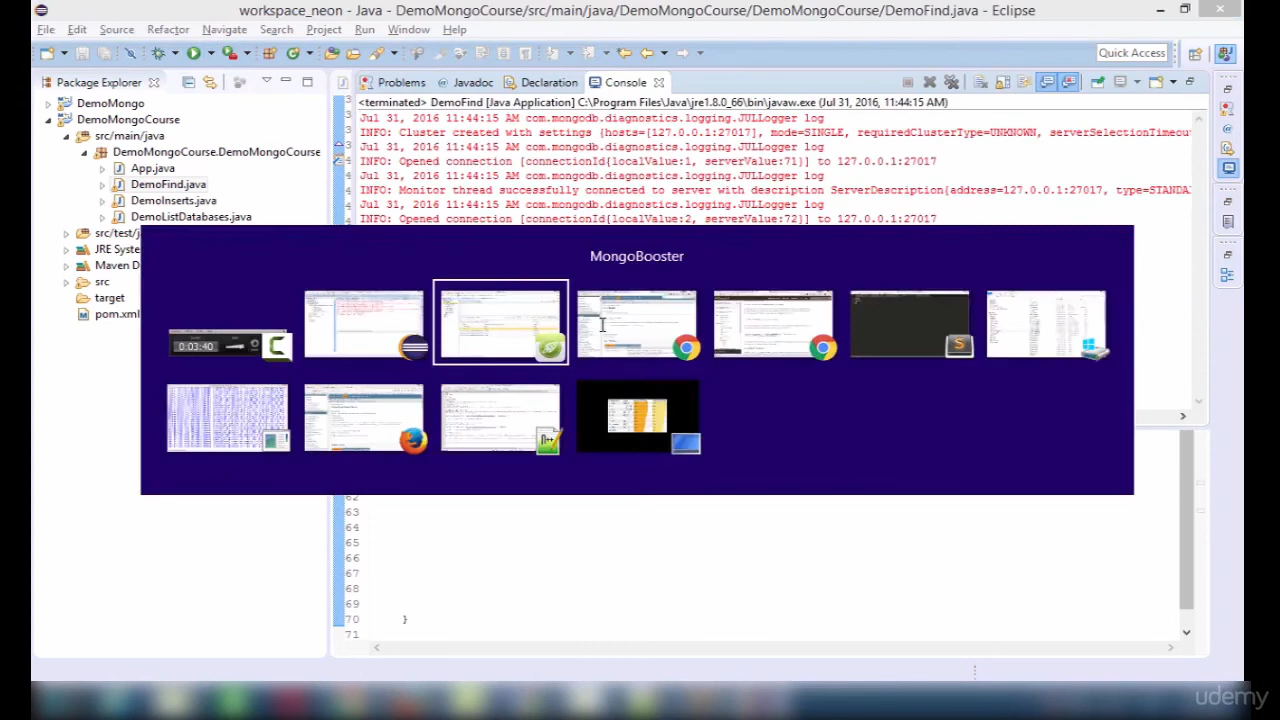 workspace_neon - Java - DemoMongoCourse/src/main/java/DemoMongoCourse/DemoMongoCourse/DemoFind.java - Eclipse
File Edit Source Refactor Navigate Search Project Run Window Help
Quick Access
Package Explorer
Problems Javadoc Declaration Console
<terminated> DemoFind [Java Application] C:\Program Files\Java\jre1.8.0_66\bin\javaw.exe (Jul 31, 2016, 11:44:15 AM)
DemoMongo
DemoMongoCourse
src/main/java
DemoMongoCourse.DemoMongoCourse
App.java
DemoFind.java
DemoInserts.java
DemoListDatabases.java
src/test/j
JRE Syste
Maven D
src
target
pom.xml
Jul 31, 2016 11:44:15 AM com.mongodb.diagnostics.logging.JULLogger log
INFO: Cluster created with settings {hosts=[127.0.0.1:27017], mode=SINGLE, requiredClusterType=UNKNOWN, serverSelectionTimeou
Jul 31, 2016 11:44:15 AM com.mongodb.diagnostics.logging.JULLogger log
INFO: Opened connection [connectionId{localValue:1, serverValue:71}] to 127.0.0.1:27017
Jul 31, 2016 11:44:15 AM com.mongodb.diagnostics.logging.JULLogger log
INFO: Monitor thread successfully connected to server with description ServerDescription{address=127.0.0.1:27017, type=STANDA
Jul 31, 2016 11:44:15 AM com.mongodb.diagnostics.logging.JULLogger log
INFO: Opened connection [connectionId{localValue:2, serverValue:72}] to 127.0.0.1:27017
MongoBooster
0:03:40
62
63
64
65
66
67
68
69
70 }
71
udemy